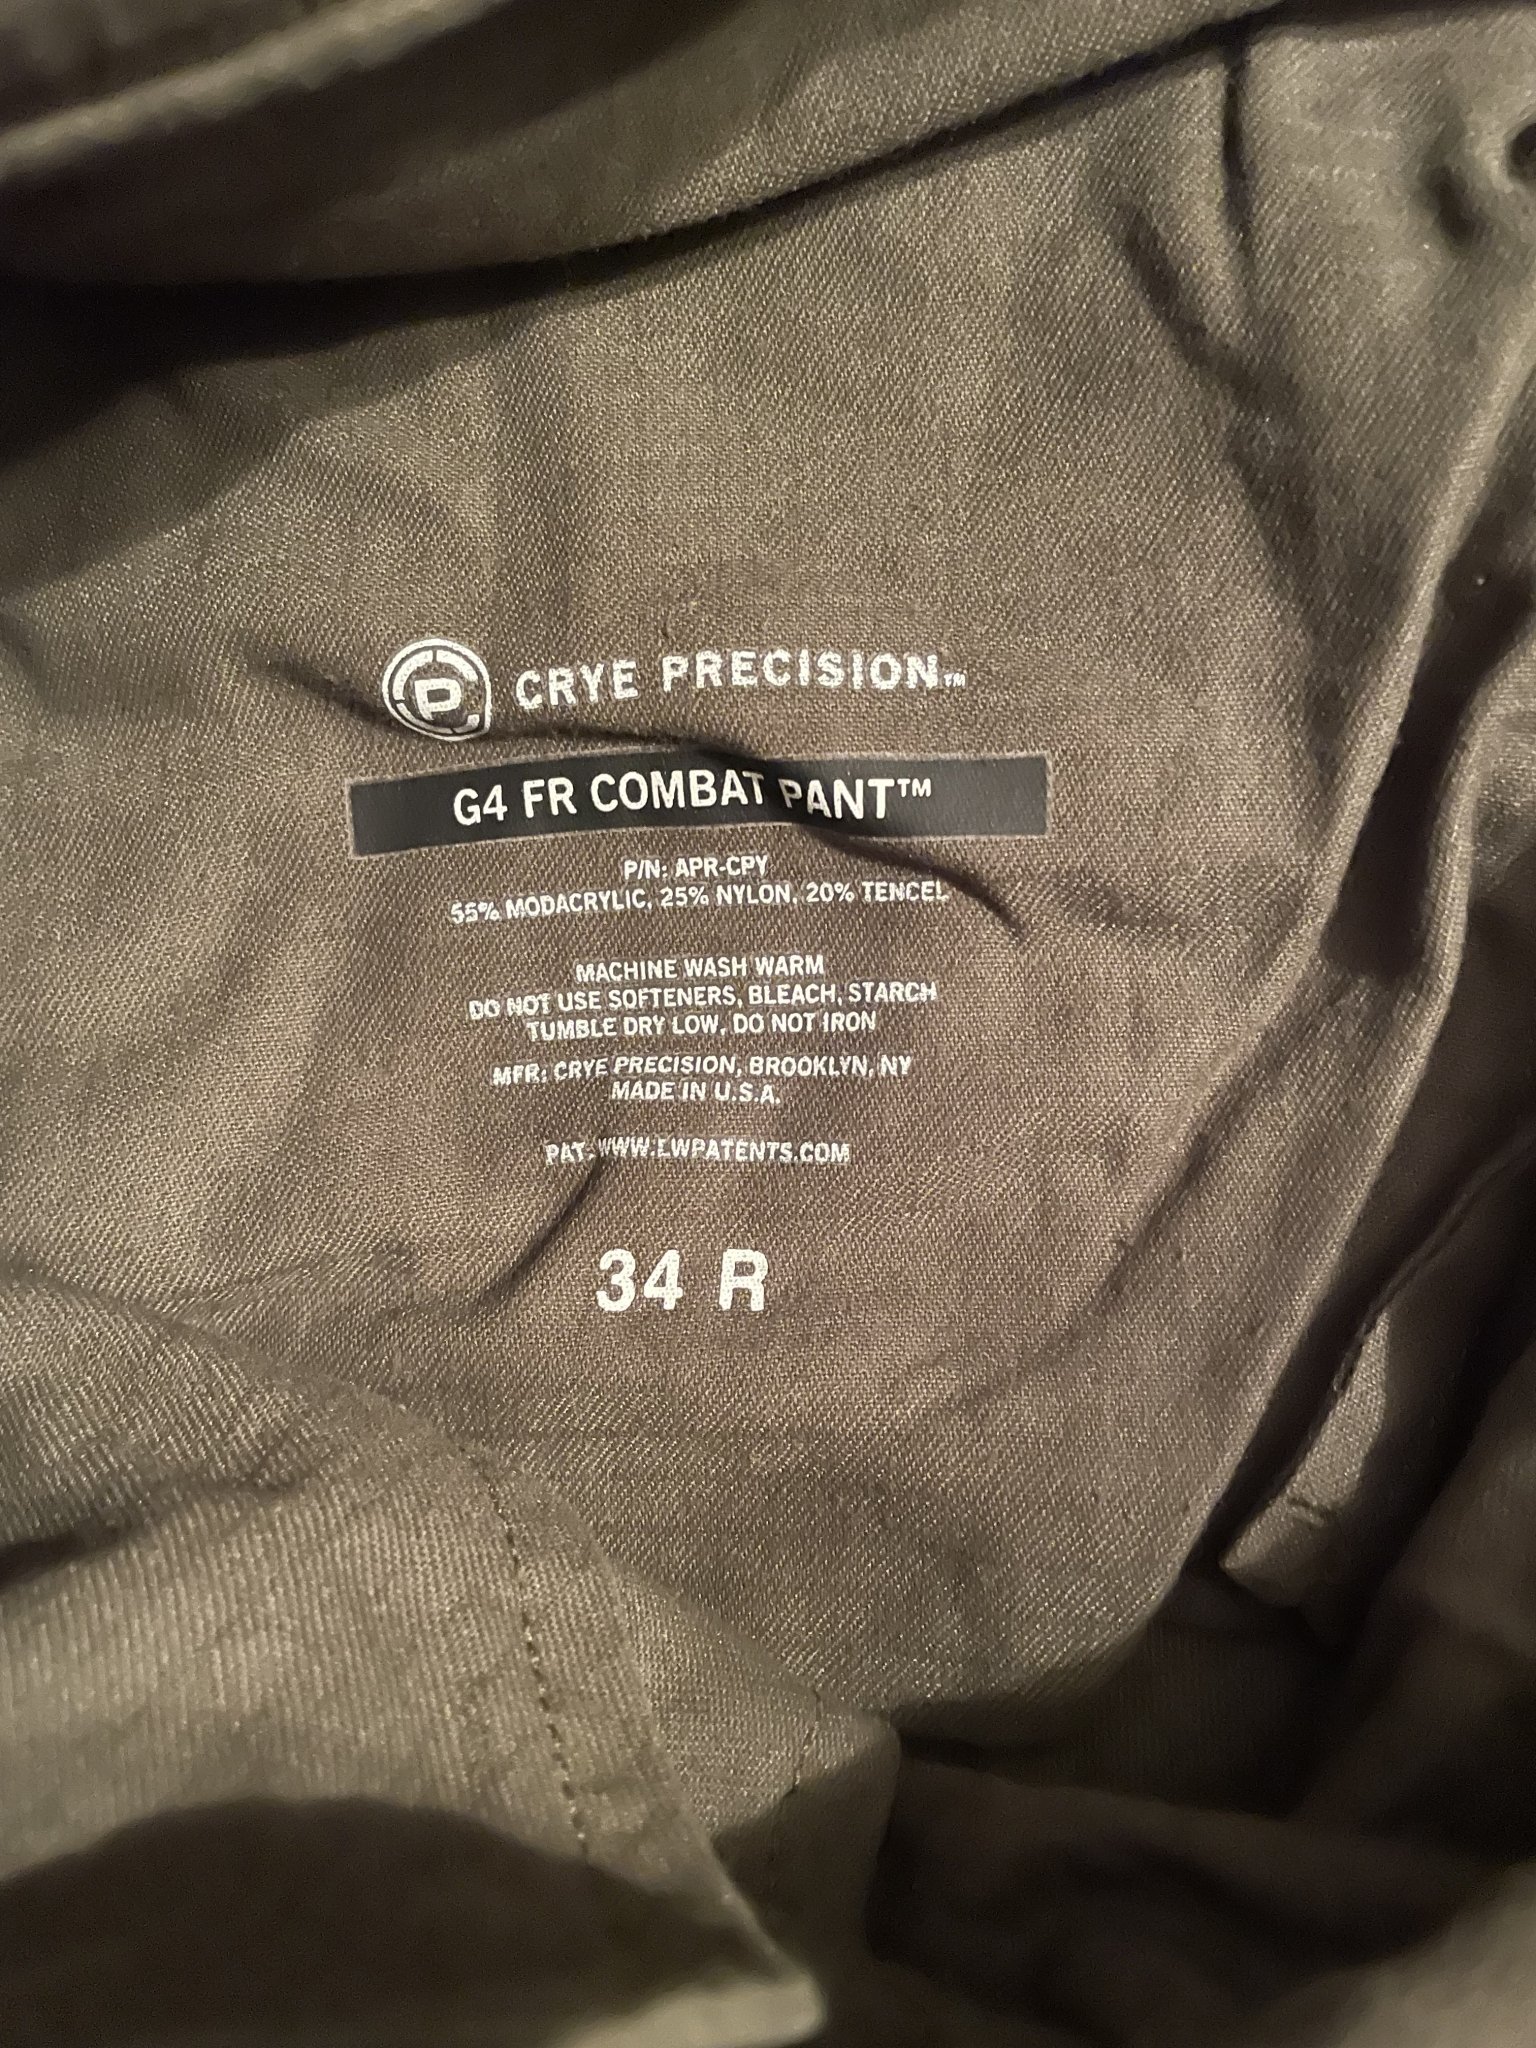 CP CRYE PRECISION™
G4 FR COMBAT PANT™
P/N: APR-CPY
55% MODACRYLIC, 25% NYLON, 20% TENCEL
MACHINE WASH WARM
DO NOT USE SOFTENERS, BLEACH, STARCH
TUMBLE DRY LOW, DO NOT IRON
MFR: CRYE PRECISION, BROOKLYN, NY
MADE IN U.S.A.
PAT. WWW.LWPATENTS.COM
34 R